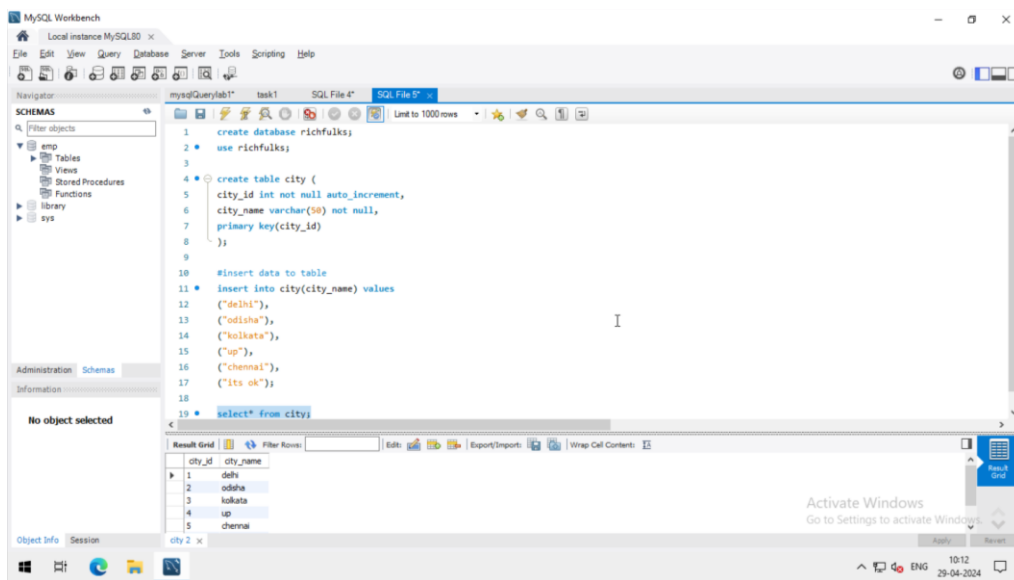 MySQL Workbench
Local instance MySQL80
File Edit View Query Database Server Tools Scripting Help
Navigator
mysqlQuerylab1* task1 SQL File 4* SQL File 5*
SCHEMAS
Filter objects
Limit to 1000 rows
emp
Tables
Views
Stored Procedures
Functions
library
sys
1 create database richfulks;
2 use richfulks;
3
4 create table city (
5 city_id int not null auto_increment,
6 city_name varchar(50) not null,
7 primary key(city_id)
8 );
9
10 #insert data to table
11 insert into city(city_name) values
12 ("delhi"),
13 ("odisha"),
14 ("kolkata"),
15 ("up"),
16 ("chennai"),
17 ("its ok");
18
19 select* from city;
Administration Schemas
Information
No object selected
Result Grid Filter Rows: Edit: Export/Import: Wrap Cell Content:
city_id city_name
1 delhi
2 odisha
3 kolkata
4 up
5 chennai
Result
Grid
Activate Windows
Go to Settings to activate Windows.
Object Info Session
city 2
Apply Revert
ENG
10:12
29-04-2024